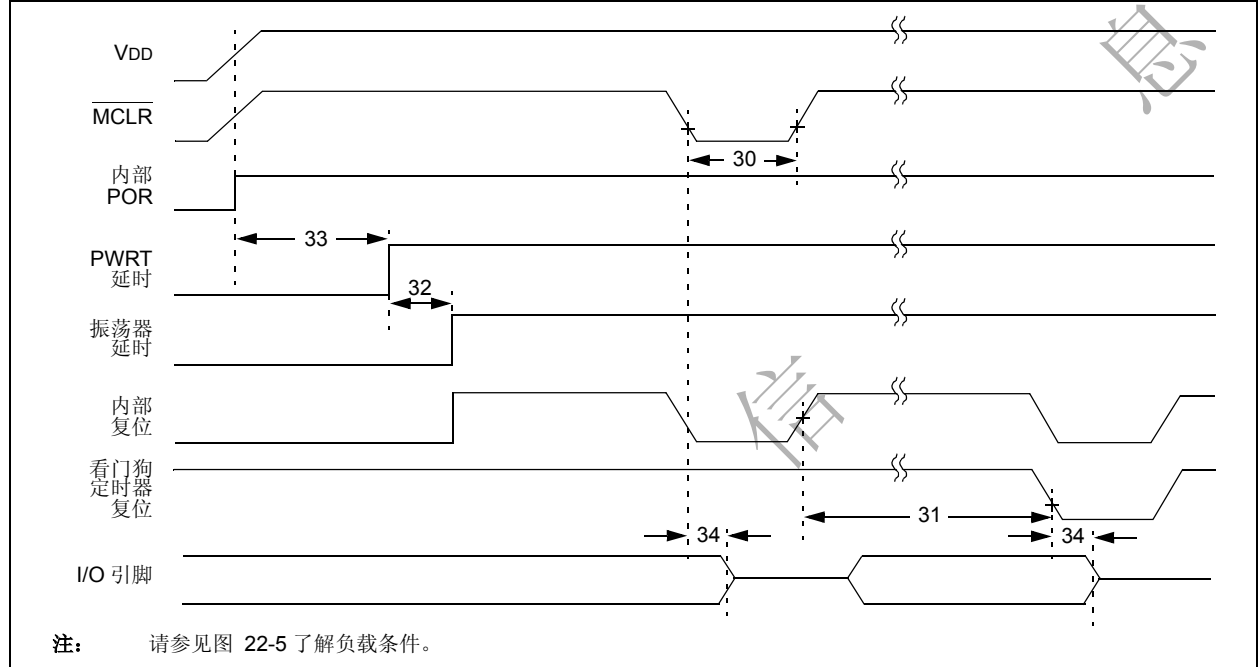 VDD
MCLR
内部
POR
PWRT
延时
振荡器
延时
内部
复位
看门狗
定时器
复位
I/O 引脚
30
33
32
31
34
34
息
信
注： 请参见图 22-5 了解负载条件。